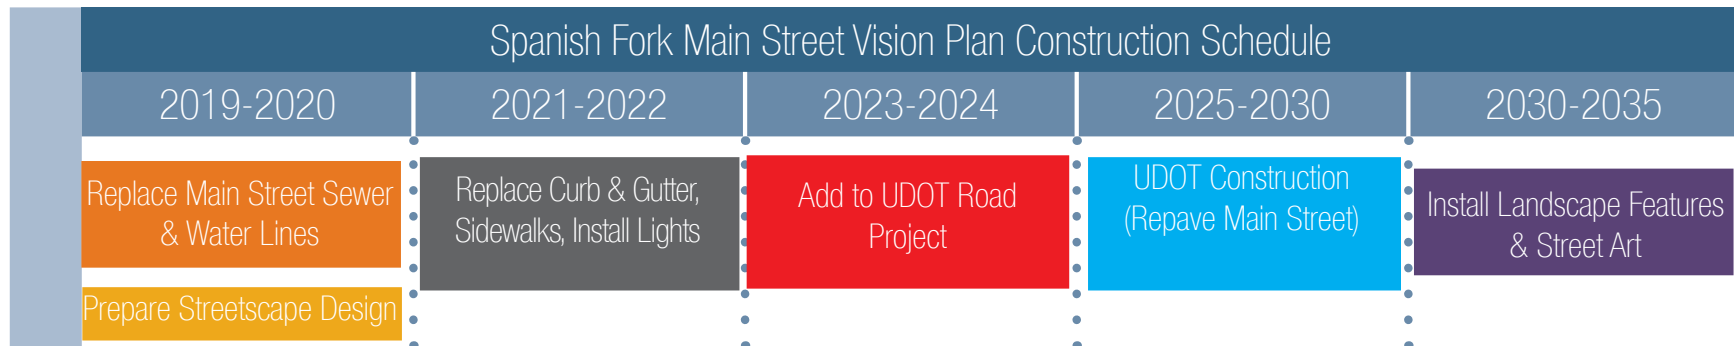 Spanish Fork Main Street Vision Plan Construction Schedule
2019-2020
2021-2022
2023-2024
2025-2030
2030-2035
Replace Main Street Sewer
& Water Lines
Prepare Streetscape Design
Replace Curb & Gutter,
Sidewalks, Install Lights
Add to UDOT Road
Project
UDOT Construction
(Repave Main Street)
Install Landscape Features
& Street Art